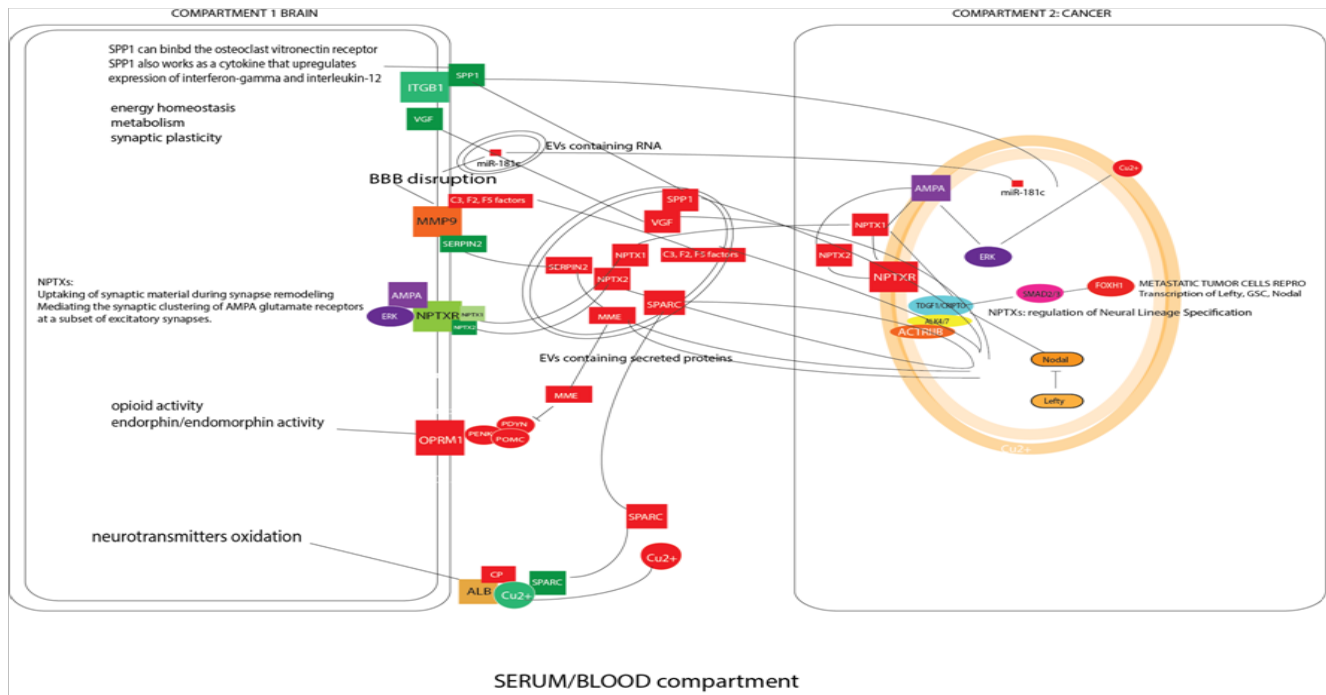 COMPARTMENT 1 BRAIN
COMPARTMENT 2: CANCER
SPP1 can binbd the osteoclast vitronectin receptor
SPP1 also works as a cytokine that upregulates
expression of interferon-gamma and interleukin-12
SPP1
ITGB1
energy homeostasis
metabolism
synaptic plasticity
VGF
EVs containing RNA
miR-181c
BBB disruption
C3, F2, F5 factors
MMP9
SERPIN2
SPP1
VGF
NPTX1
C3, F2, F5 factors
SERPIN2
NPTX2
SPARC
MME
EVs containing secreted proteins
Cu2+
AMPA
miR-181c
NPTX1
NPTX2
ERK
NPTXR
FOXH1
SMAD2/3
METASTATIC TUMOR CELLS REPRO
Transcription of Lefty, GSC, Nodal
NPTXs: regulation of Neural Lineage Specification
TDGF1/CRIPTO
ALK4/7
ACTRIIB
Nodal
Lefty
Cu2+
NPTXs:
Uptaking of synaptic material during synapse remodeling
Mediating the synaptic clustering of AMPA glutamate receptors
at a subset of excitatory synapses.
AMPA
ERK
NPTXR
NPTX1
NPTX2
MME
opioid activity
endorphin/endomorphin activity
OPRM1
PENK
PDYN
POMC
SPARC
Cu2+
neurotransmitters oxidation
CP
ALB
Cu2+
SPARC
SERUM/BLOOD compartment